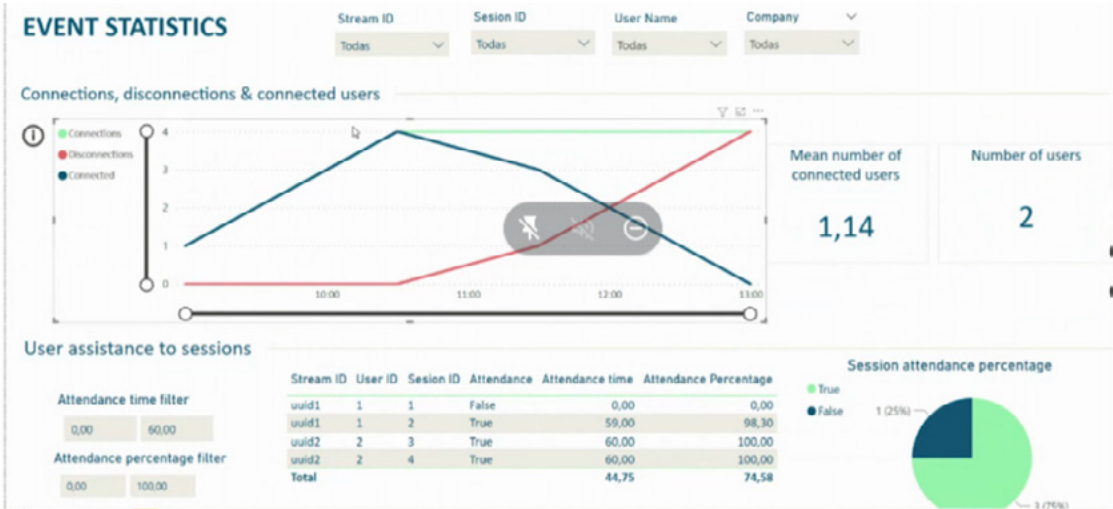 EVENT STATISTICS
Stream ID
Todas
Sesion ID
Todas
User Name
Todas
Company
Todas
Connections, disconnections & connected users
Connections
Disconnections
Connected
4
3
2
1
0
10:00 11:00 12:00 13:00
Mean number of
connected users
1,14
Number of users
2
User assistance to sessions
Attendance time filter
0,00 60,00
Attendance percentage filter
0,00 100,00
Stream ID User ID Sesion ID Attendance Attendance time Attendance Percentage
uuid1 1 1 False 0,00 0,00
uuid1 1 2 True 59,00 98,30
uuid2 2 3 True 60,00 100,00
uuid2 2 4 True 60,00 100,00
Total 44,75 74,58
Session attendance percentage
True
False
1 (25%)
3 (75%)